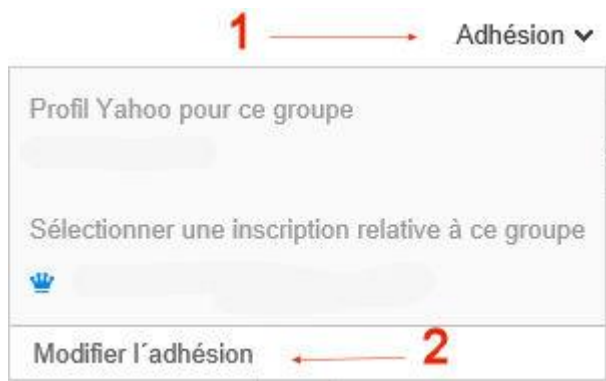 1 Adhésion
Profil Yahoo pour ce groupe
Sélectionner une inscription relative à ce groupe
Modifier l´adhésion 2